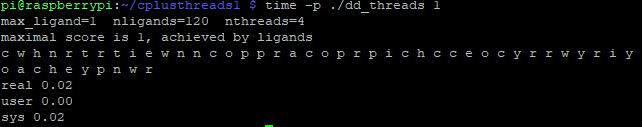 pi@raspberrypi:~/cplusthreads1 $ time -p ./dd_threads 1
max_ligand=1  nligands=120  nthreads=4
maximal score is 1, achieved by ligands
c w h n r t r t i e w n n c o p p r a c o p r p i c h c c e o c y r r w y r i y
o a c h e y p n w r
real 0.02
user 0.00
sys 0.02